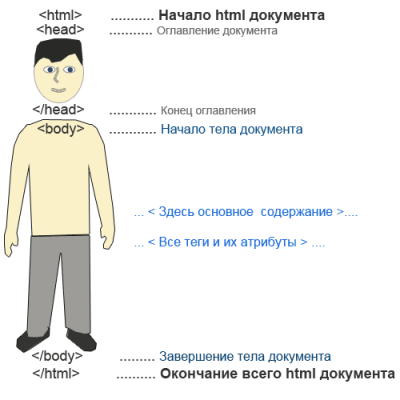 <html> ........... Начало html документа
<head> ........... Оглавление документа
</head> ............ Конец оглавления
<body> ............ Начало тела документа
... < Здесь основное содержание >....
... < Все теги и их атрибуты > ....
</body> ......... Завершение тела документа
</html> .......... Окончание всего html документа